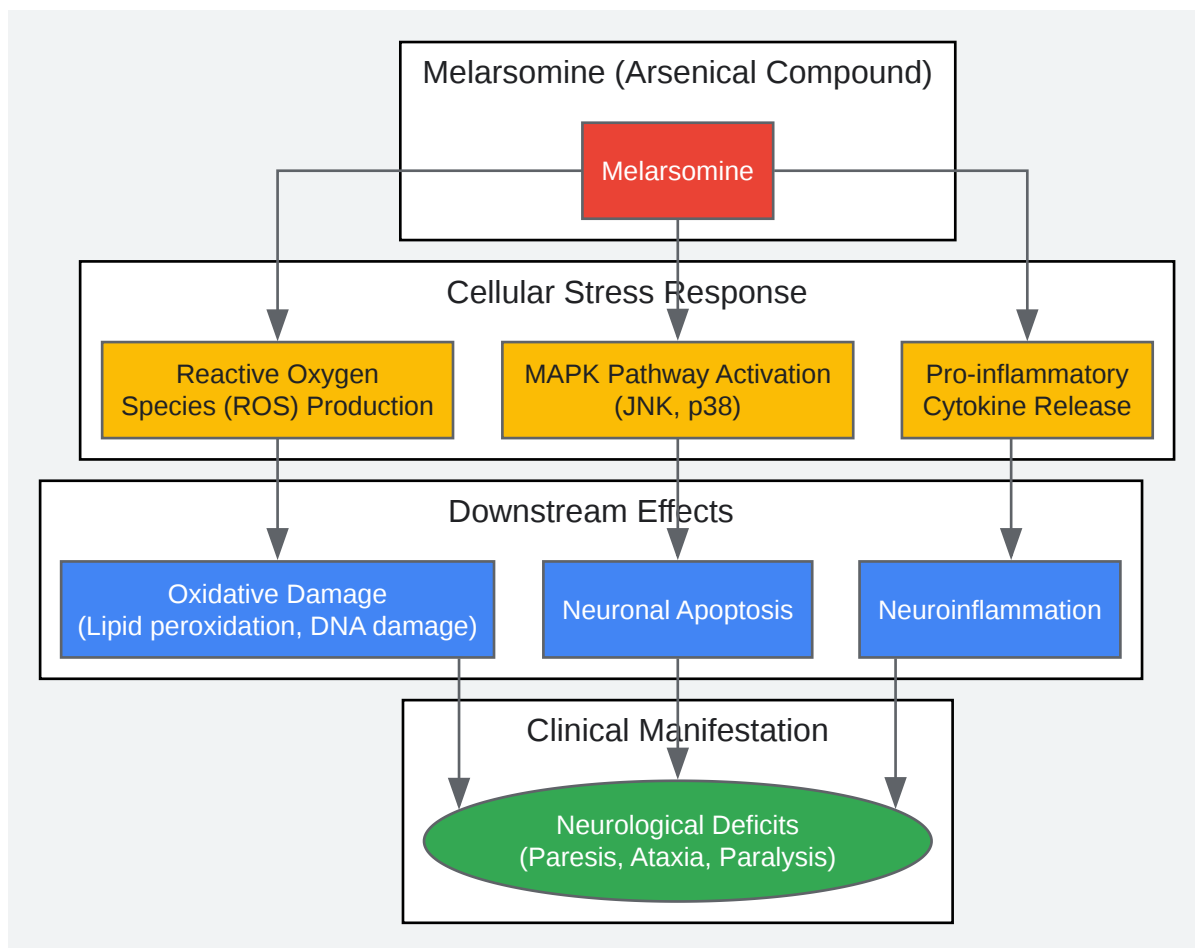 Melarsomine (Arsenical Compound)
Melarsomine
Cellular Stress Response
Reactive Oxygen
Species (ROS) Production
MAPK Pathway Activation
(JNK, p38)
Pro-inflammatory
Cytokine Release
Downstream Effects
Oxidative Damage
(Lipid peroxidation, DNA damage)
Neuronal Apoptosis
Neuroinflammation
Clinical Manifestation
Neurological Deficits
(Paresis, Ataxia, Paralysis)